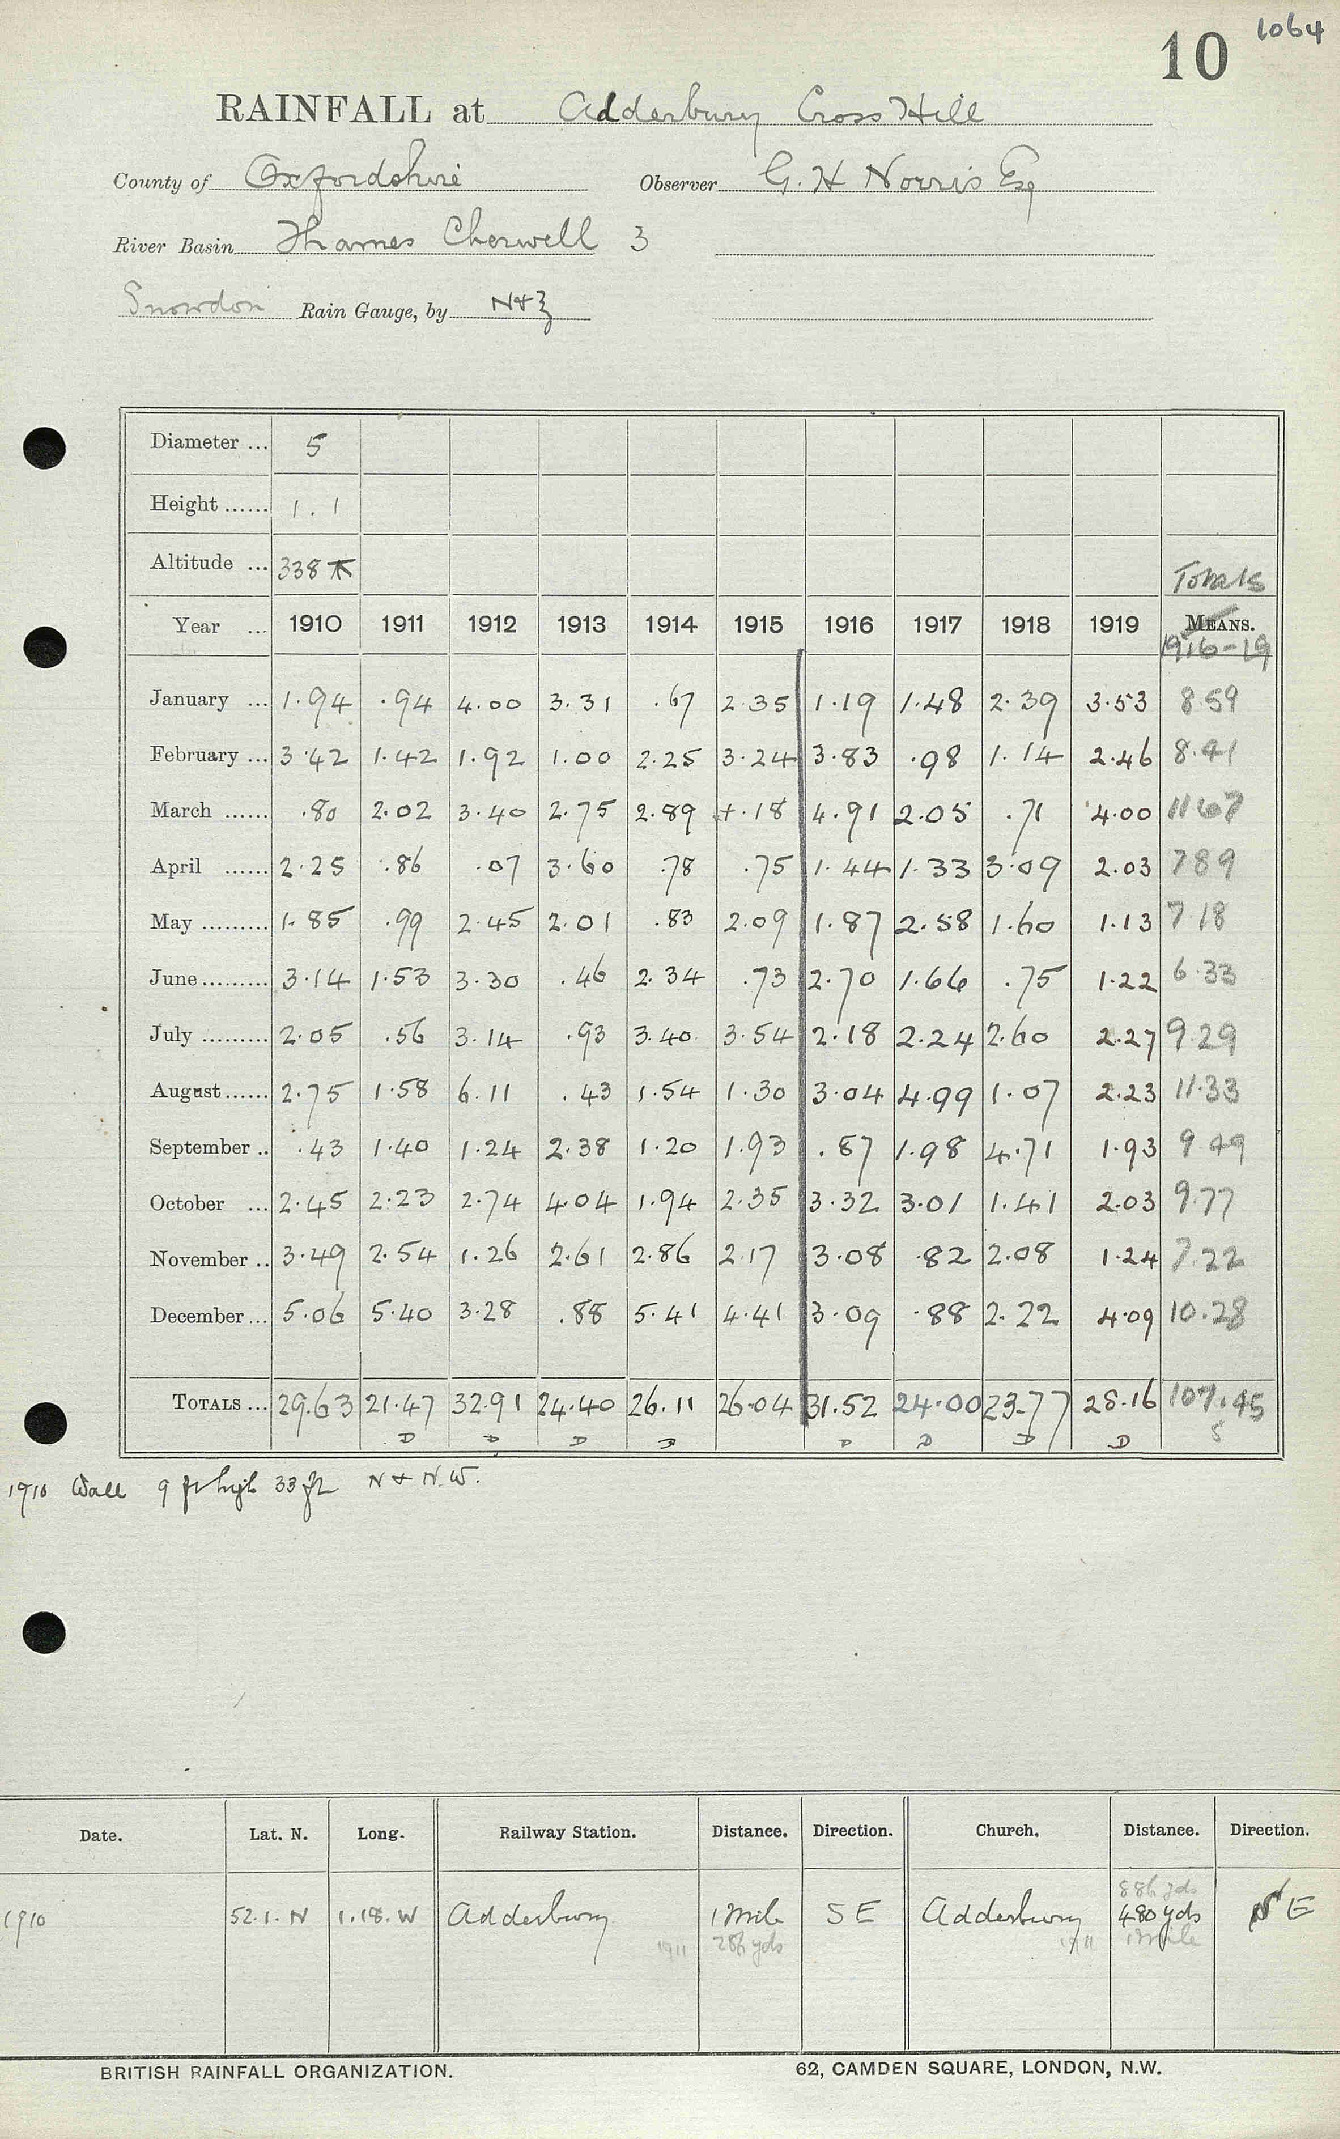 1064
10
RAINFALL at Adderbury Cross Hill
County of Oxfordshire Observer G. H Norris Esq
River Basin Thames Cherwell 3
Snowdon Rain Gauge, by N+Z
Diameter ... 5
Height ...... 1.1
Altitude ... 338 Totals
Year ... 1910 1911 1912 1913 1914 1915 1916 1917 1918 1919 MEANS.
1916-19
January ... 1.94 .94 4.00 3.31 .67 2.35 1.19 1.48 2.39 3.53 8.59
February ... 3.42 1.42 1.92 1.00 2.25 3.24 3.83 .98 1.14 2.46 8.41
March ...... .80 2.02 3.40 2.75 2.89 1.18 4.91 2.05 .71 4.00 11 67
April ...... 2.25 .86 .07 3.60 .78 .75 1.44 1.33 3.09 2.03 7 89
May ......... 1.85 .99 2.45 2.01 .83 2.09 1.87 2.58 1.60 1.13 7 18
June ......... 3.14 1.53 3.30 .46 2.34 .73 2.70 1.66 .75 1.22 6.33
July ......... 2.05 .56 3.14 .93 3.40 3.54 2.18 2.24 2.60 2.27 9.29
August ...... 2.75 1.58 6.11 .43 1.54 1.30 3.04 4.99 1.07 2.23 11.33
September .. .43 1.40 1.24 2.38 1.20 1.93 .87 1.98 4.71 1.93 9 49
October ... 2.45 2.23 2.74 4.04 1.94 2.35 3.32 3.01 1.41 2.03 9.77
November .. 3.49 2.54 1.26 2.61 2.86 2.17 3.08 .82 2.08 1.24 7.22
December ... 5.06 5.40 3.28 .88 5.41 4.41 3.09 .88 2.22 4.09 10.28
TOTALS ... 29.63 21.47 32.91 24.40 26.11 26.04 31.52 24.00 23.77 28.16 107.45
D D D D D D D D 5
1910 Wall 9 ft high 33 ft N + N.W.
Date. Lat. N. Long. Railway Station. Distance. Direction. Church. Distance. Direction.
886 yds
1910 52.1.N 1.18.W Adderbury 1 Mile SE Adderbury 480 yds E
1911 286 yds 1911 1 Mile
BRITISH RAINFALL ORGANIZATION. 62, CAMDEN SQUARE, LONDON, N.W.